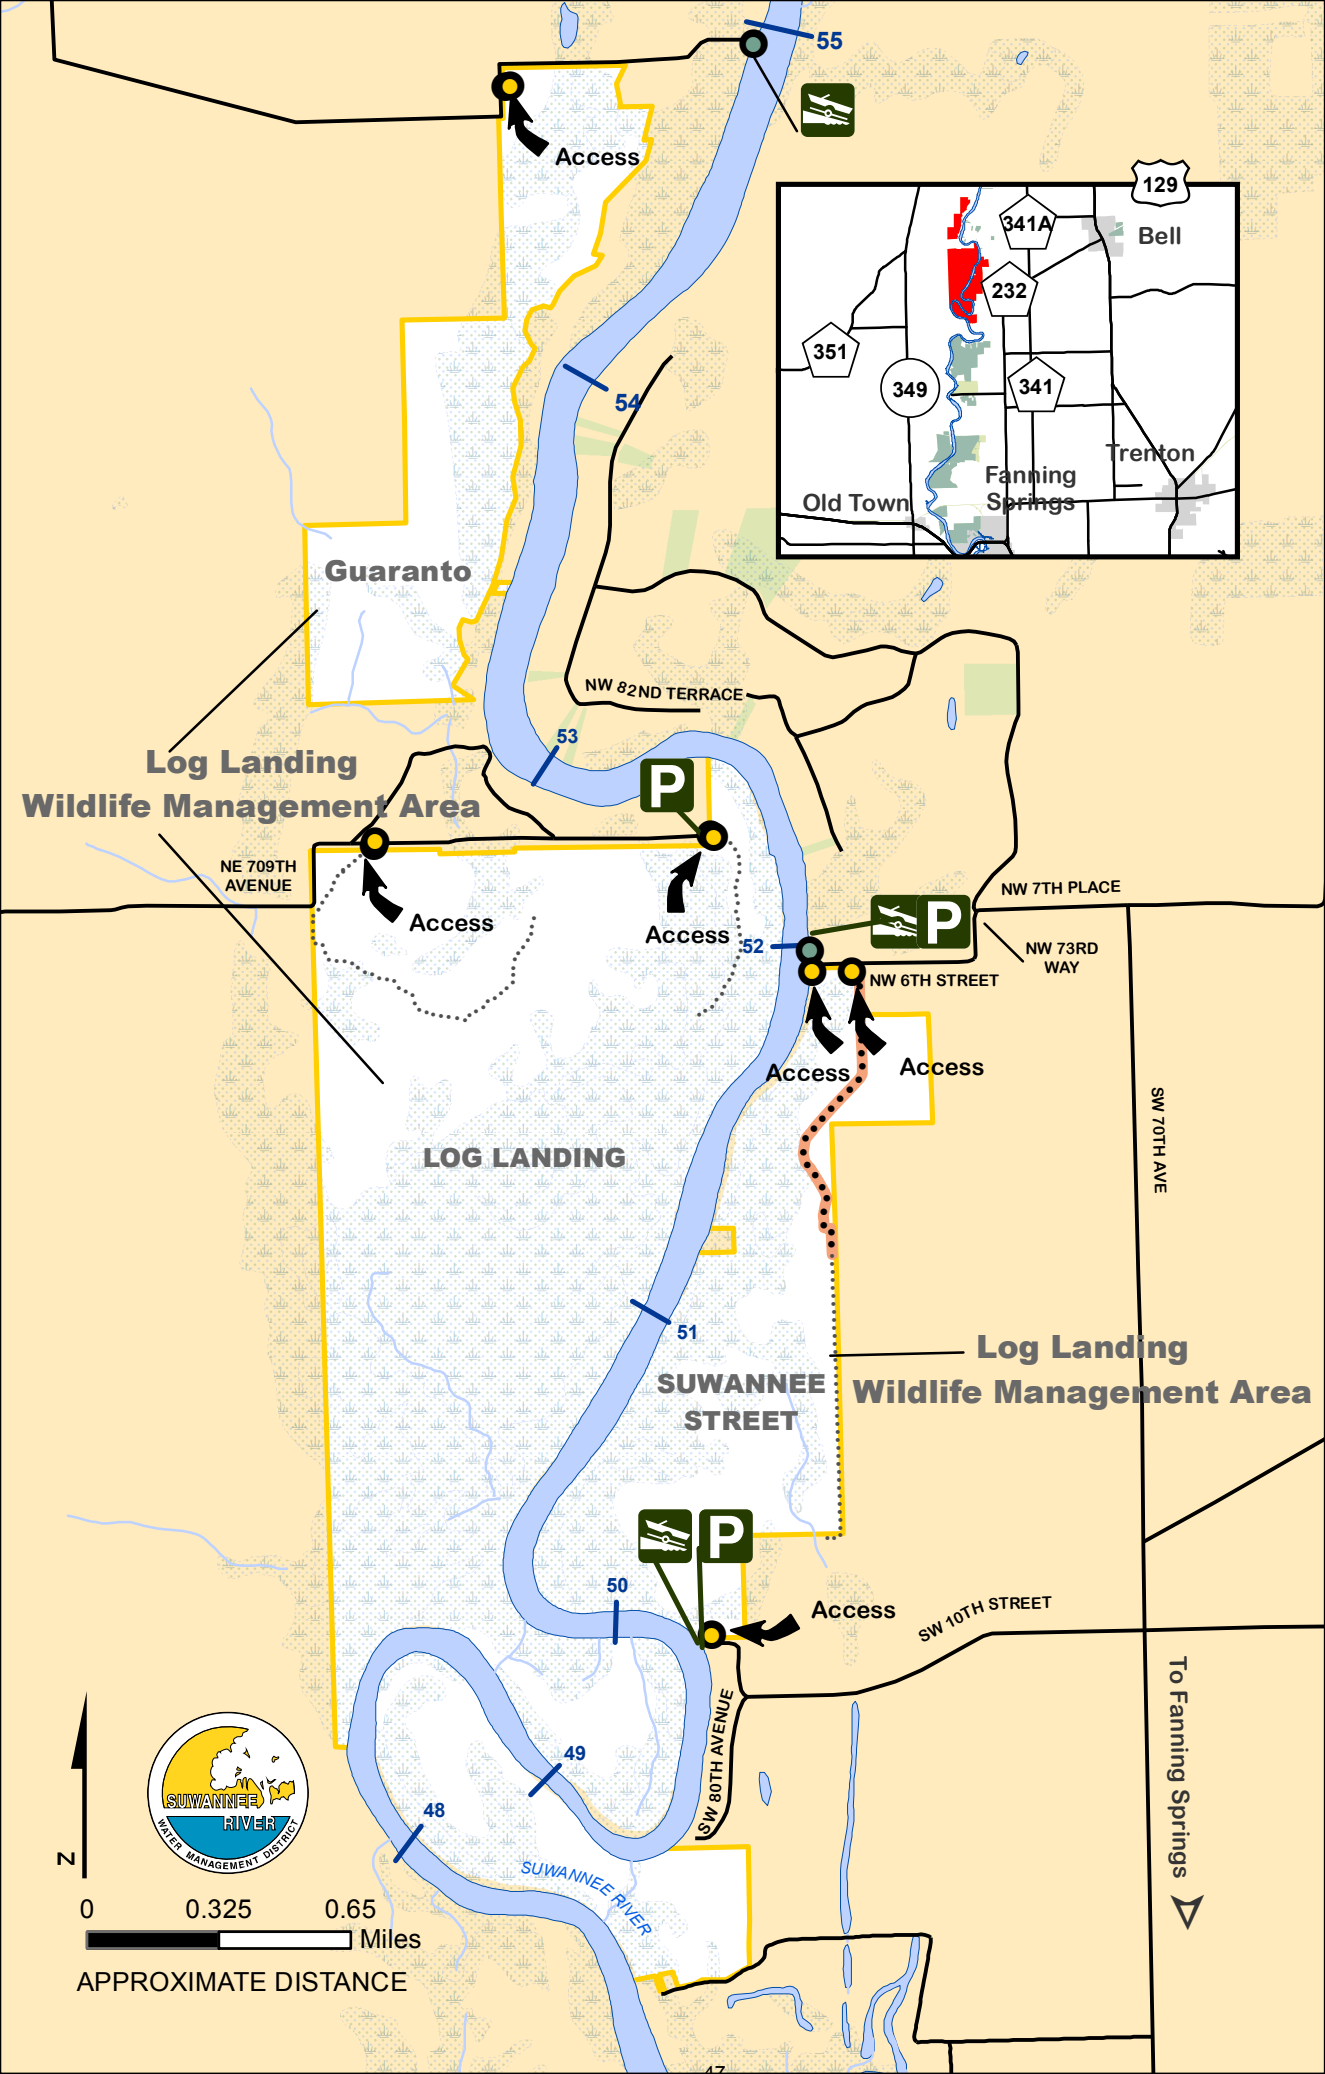 55
Access
129
341A
Bell
232
351
349
341
Trenton
Fanning
Springs
Old Town
54
Guaranto
NW 82ND TERRACE
53
Log Landing
Wildlife Management Area
P
NE 709TH
AVENUE
Access
Access
52
P
NW 7TH PLACE
NW 73RD
WAY
NW 6TH STREET
Access
Access
SW 70TH AVE
LOG LANDING
51
Log Landing
Wildlife Management Area
SUWANNEE
STREET
P
50
Access
SW 10TH STREET
To Fanning Springs
SW 80TH AVENUE
49
48
SUWANNEE RIVER
SUWANNEE
RIVER
WATER MANAGEMENT DISTRICT
N
0 0.325 0.65
Miles
APPROXIMATE DISTANCE
47